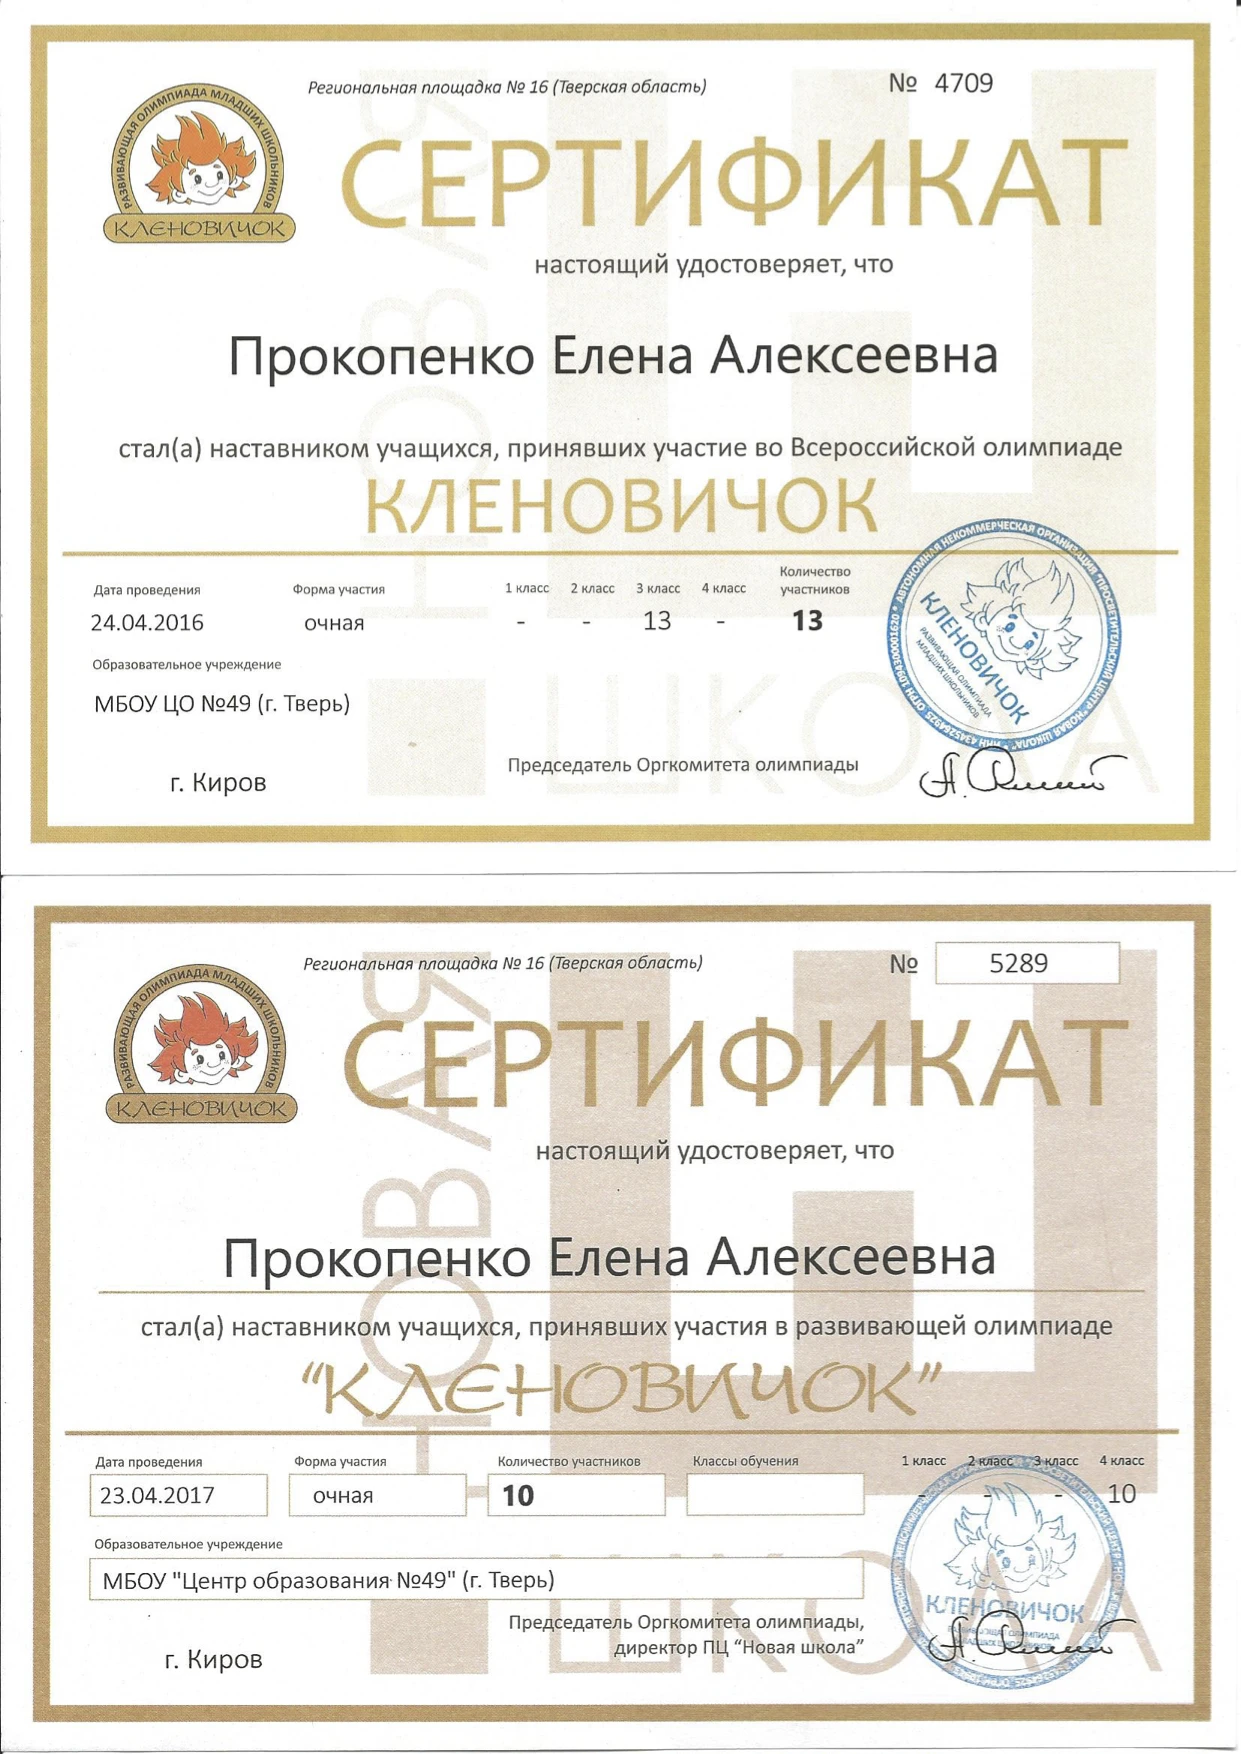 Региональная площадка № 16 (Тверская область)
№ 4709
РАЗВИВАЮЩАЯ ОЛИМПИАДА МЛАДШИХ ШКОЛЬНИКОВ
КЛЕНОВИЧОК
СЕРТИФИКАТ
настоящий удостоверяет, что
Прокопенко Елена Алексеевна
стал(а) наставником учащихся, принявших участие во Всероссийской олимпиаде
КЛЕНОВИЧОК
Дата проведения Форма участия 1 класс 2 класс 3 класс 4 класс Количество участников
24.04.2016 очная - - 13 - 13
Образовательное учреждение
МБОУ ЦО №49 (г. Тверь)
г. Киров
Председатель Оргкомитета олимпиады
АВТОНОМНАЯ НЕКОММЕРЧЕСКАЯ ОРГАНИЗАЦИЯ "ПРОСВЕТИТЕЛЬСКИЙ ЦЕНТР "НОВАЯ ШКОЛА"
КЛЕНОВИЧОК
РАЗВИВАЮЩАЯ ОЛИМПИАДА
МЛАДШИХ ШКОЛЬНИКОВ
НОВАЯ
ШКОЛА
Региональная площадка № 16 (Тверская область)
№ 5289
РАЗВИВАЮЩАЯ ОЛИМПИАДА МЛАДШИХ ШКОЛЬНИКОВ
КЛЕНОВИЧОК
СЕРТИФИКАТ
настоящий удостоверяет, что
Прокопенко Елена Алексеевна
стал(а) наставником учащихся, принявших участия в развивающей олимпиаде
“КЛЕНОВИЧОК”
Дата проведения Форма участия Количество участников Классы обучения 1 класс 2 класс 3 класс 4 класс
23.04.2017 очная 10 - - - 10
Образовательное учреждение
МБОУ "Центр образования №49" (г. Тверь)
г. Киров
Председатель Оргкомитета олимпиады,
директор ПЦ “Новая школа”
КЛЕНОВИЧОК
НОВАЯ
ШКОЛА